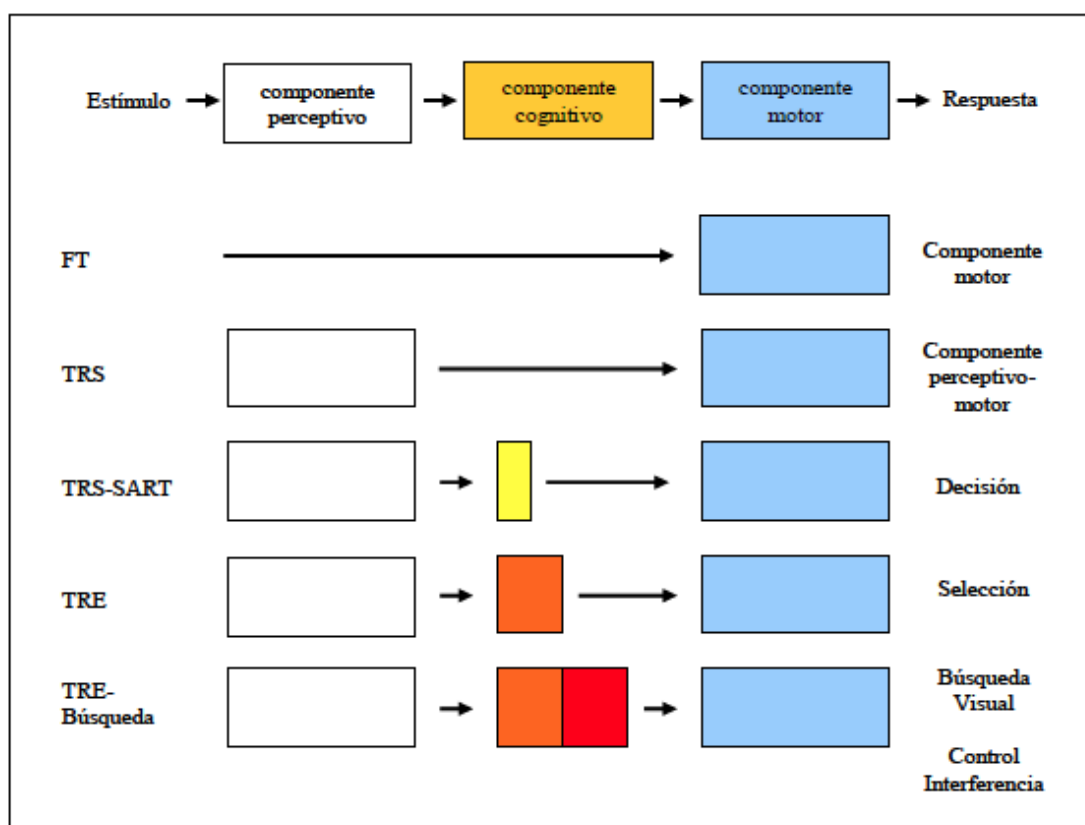 Estímulo
componente
perceptivo
componente
cognitivo
componente
motor
Respuesta
FT
Componente
motor
TRS
Componente
perceptivo-
motor
TRS-SART
Decisión
TRE
Selección
TRE-
Búsqueda
Búsqueda
Visual
Control
Interferencia